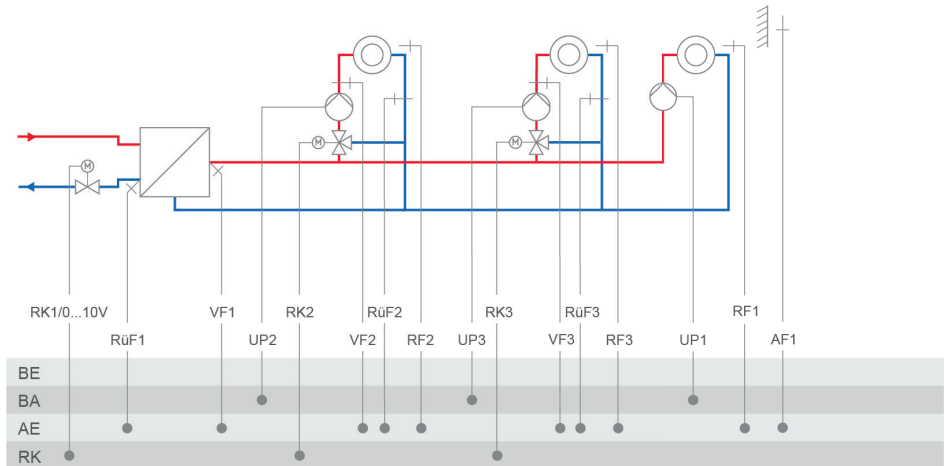 M
M
M
RK1/0...10V
VF1
RK2
RüF2
RK3
RüF3
RF1
RüF1
UP2
VF2
RF2
UP3
VF3
RF3
UP1
AF1
BE
BA
AE
RK